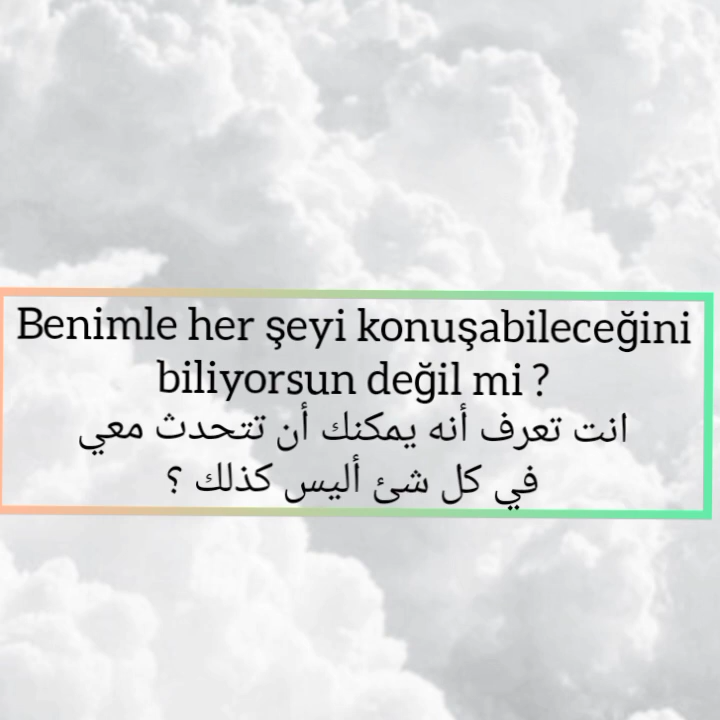 Benimle her şeyi konuşabileceğini
biliyorsun değil mi ?
انت تعرف أنه يمكنك أن تتحدث معي
في كل شئ أليس كذلك ؟